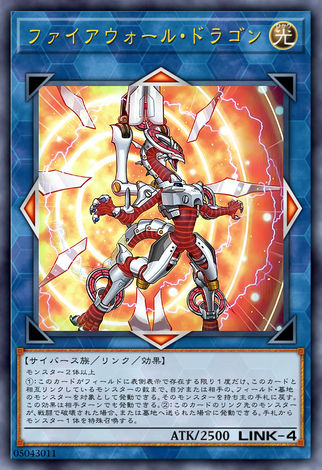 ファイアウォール・ドラゴン
光
【サイバース族/リンク/効果】
モンスター2体以上
①:このカードがフィールドに表側表示で存在する限り1度だけ、このカードと
相互リンクしているモンスターの数まで、自分または相手の、フィールド・墓地
のモンスターを対象として発動できる。そのモンスターを持ち主の手札に戻す。
この効果は相手ターンでも発動できる。②:このカードのリンク先のモンスター
が、戦闘で破壊された場合、または墓地へ送られた場合に発動できる。手札から
モンスター1体を特殊召喚する。
ATK/2500 LINK-4
05043011